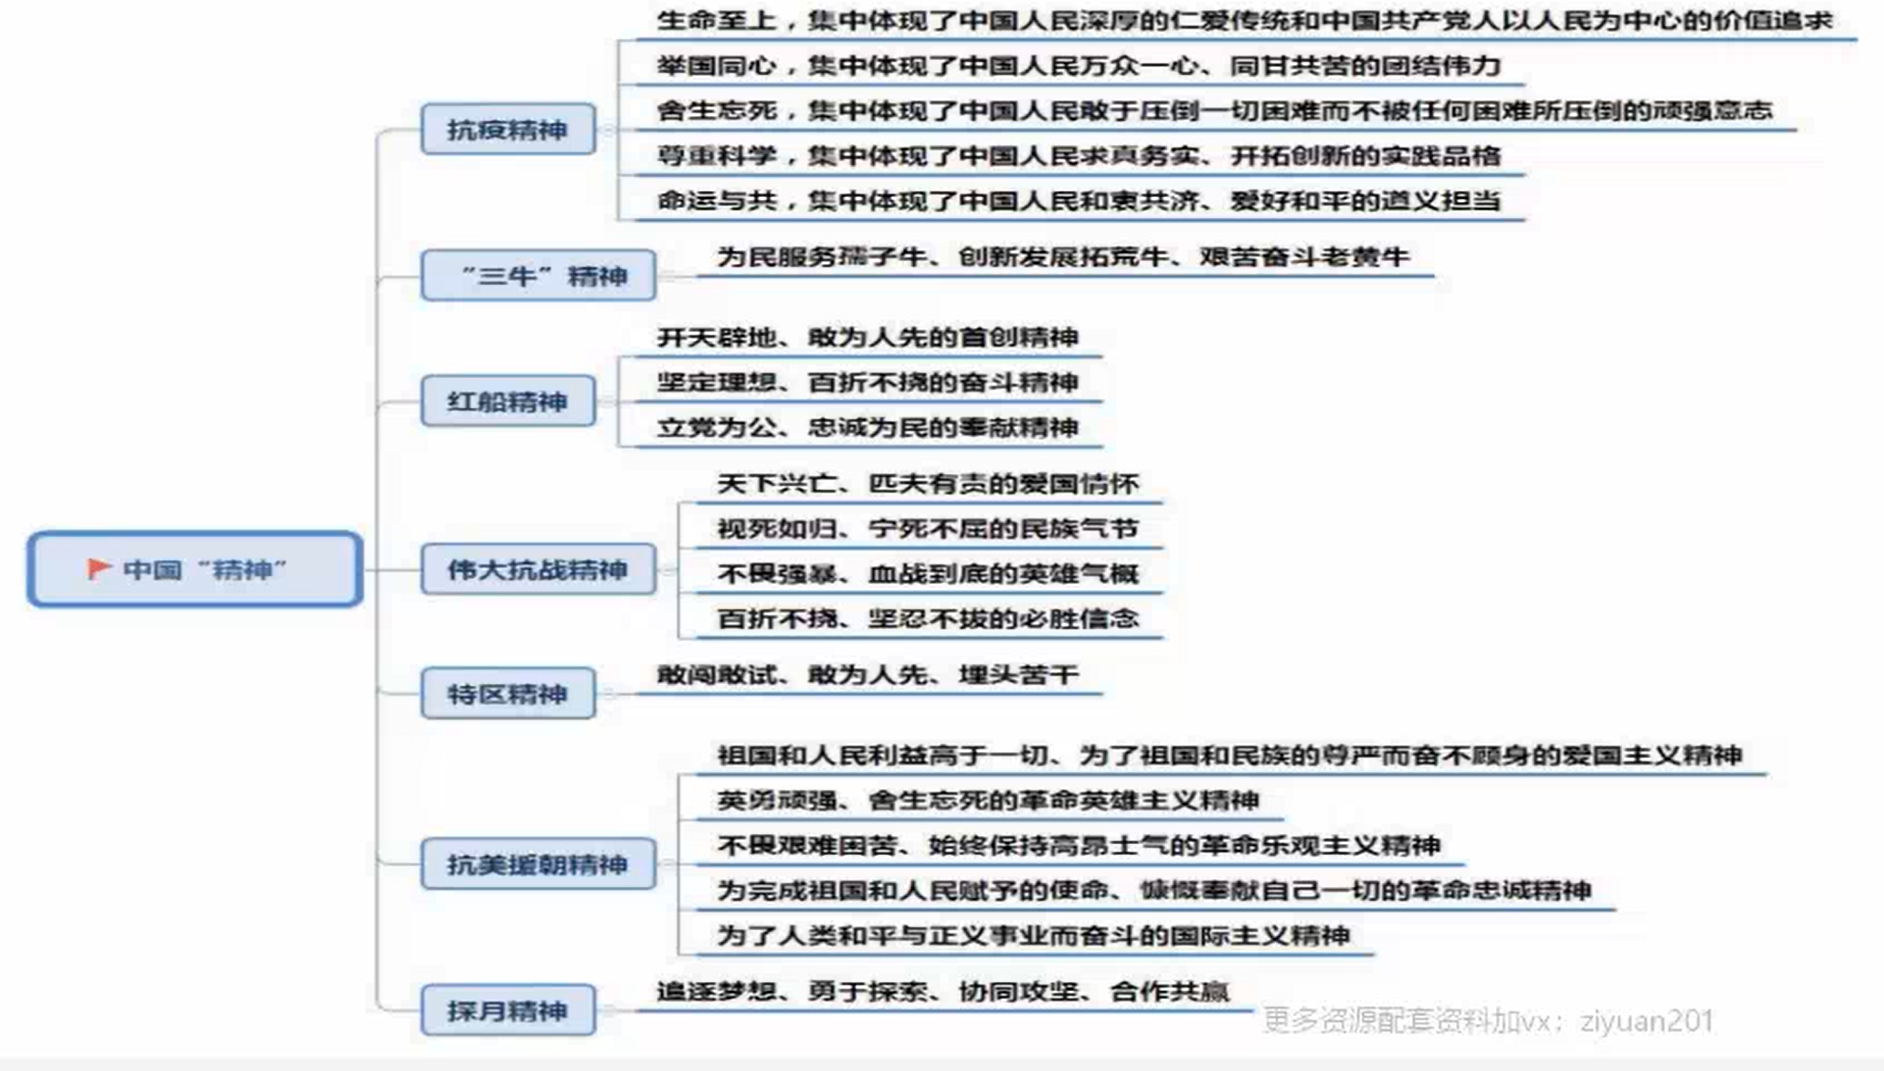 生命至上，集中体现了中国人民深厚的仁爱传统和中国共产党人以人民为中心的价值追求
举国同心，集中体现了中国人民万众一心、同甘共苦的团结伟力
抗疫精神
舍生忘死，集中体现了中国人民敢于压倒一切困难而不被任何困难所压倒的顽强意志
尊重科学，集中体现了中国人民求真务实、开拓创新的实践品格
命运与共，集中体现了中国人民和衷共济、爱好和平的道义担当
“三牛”精神
为民服务孺子牛、创新发展拓荒牛、艰苦奋斗老黄牛
红船精神
开天辟地、敢为人先的首创精神
坚定理想、百折不挠的奋斗精神
立党为公、忠诚为民的奉献精神
中国“精神”
伟大抗战精神
天下兴亡、匹夫有责的爱国情怀
视死如归、宁死不屈的民族气节
不畏强暴、血战到底的英雄气概
百折不挠、坚忍不拔的必胜信念
特区精神
敢闯敢试、敢为人先、埋头苦干
抗美援朝精神
祖国和人民利益高于一切、为了祖国和民族的尊严而奋不顾身的爱国主义精神
英勇顽强、舍生忘死的革命英雄主义精神
不畏艰难困苦、始终保持高昂士气的革命乐观主义精神
为完成祖国和人民赋予的使命、慷慨奉献自己一切的革命忠诚精神
为了人类和平与正义事业而奋斗的国际主义精神
探月精神
追逐梦想、勇于探索、协同攻坚、合作共赢
更多资源配套资料加vx：ziyuan201